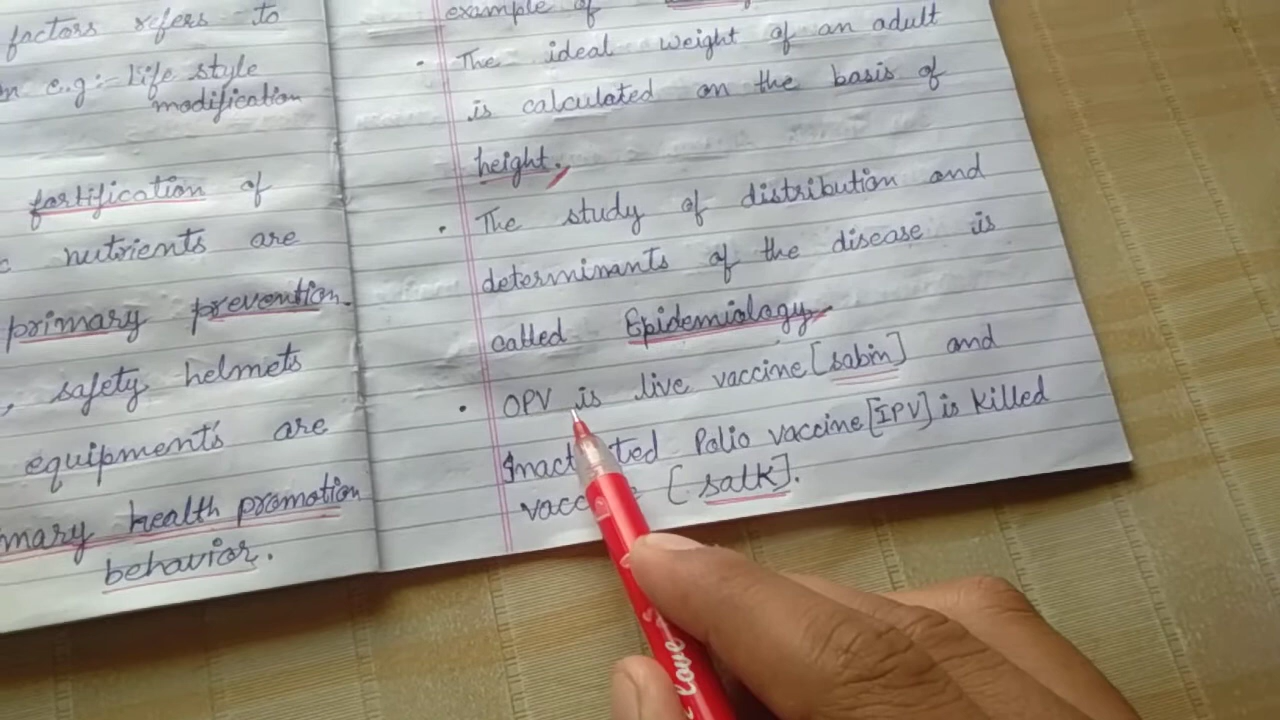 factors refers to
e.g:- Life style
modification
fortification of
nutrients are
primary prevention.
, safety helmets
equipments are
health promotion
behavior.
example of
• The ideal weight of an adult
is calculated on the basis of
height.
• The study of distribution and
determinants of the disease is
called Epidemiology
• OPV is live vaccine [sabin] and
Polio vaccine [IPV] is killed
[salk].
Love